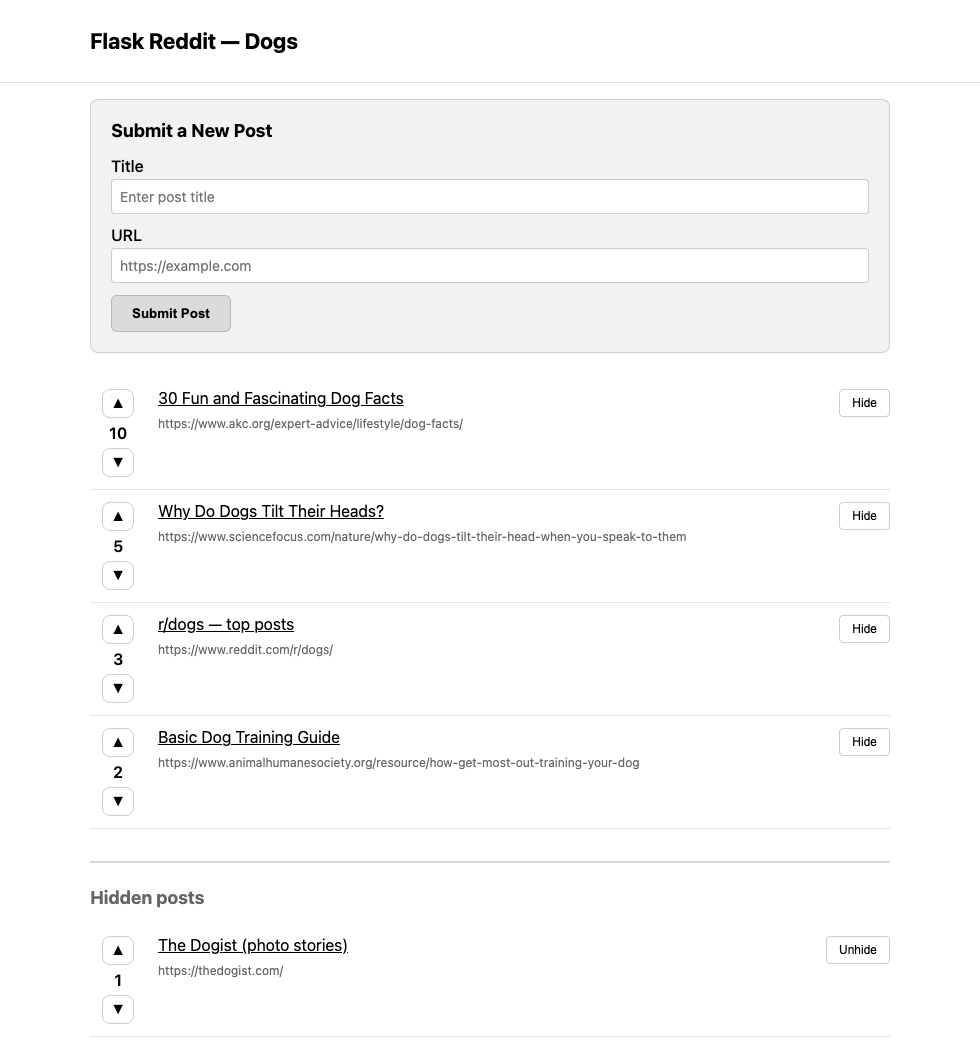 Flask Reddit — Dogs
Submit a New Post
Title
Enter post title
URL
https://example.com
Submit Post
▲
30 Fun and Fascinating Dog Facts
Hide
https://www.akc.org/expert-advice/lifestyle/dog-facts/
10
▼
▲
Why Do Dogs Tilt Their Heads?
Hide
https://www.sciencefocus.com/nature/why-do-dogs-tilt-their-head-when-you-speak-to-them
5
▼
▲
r/dogs — top posts
Hide
https://www.reddit.com/r/dogs/
3
▼
▲
Basic Dog Training Guide
Hide
https://www.animalhumanesociety.org/resource/how-get-most-out-training-your-dog
2
▼
Hidden posts
▲
The Dogist (photo stories)
Unhide
https://thedogist.com/
1
▼